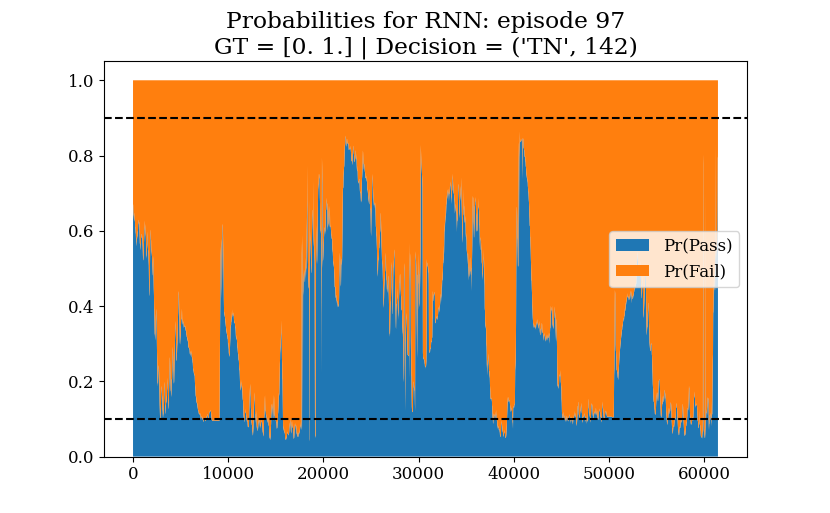 Probabilities for RNN: episode 97
GT = [0. 1.] | Decision = ('TN', 142)
1.0
0.8
0.6
0.4
0.2
0.0
Pr(Pass)
Pr(Fail)
0 10000 20000 30000 40000 50000 60000